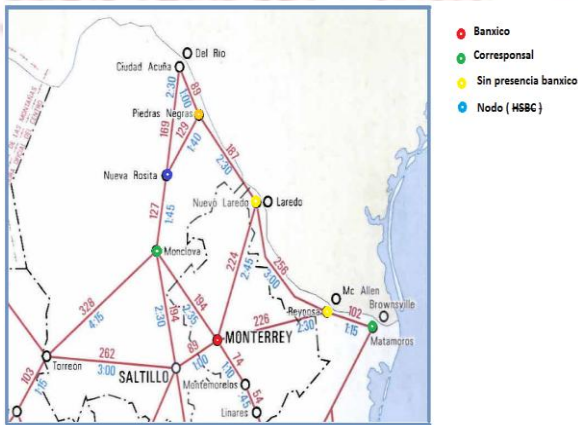 Del Rio
Ciudad Acuña
89
1:00
2:30
169
Piedras Negras
129
1:40
187
2:30
Nueva Rosita
127
1:45
Nuevo Laredo
Laredo
Monclova
224
2:45
256
3:00
328
4:15
194
2:30
194
2:35
Mc Allen
Brownsville
Reynosa
102
1:15
Matamoros
226
2:30
MONTERREY
262
3:00
Torreón
SALTILLO
1:00
74
1:10
Montemorelos
54
:45
Linares
103
1:15
Banxico
Corresponsal
Sin presencia banxico
Nodo ( HSBC )